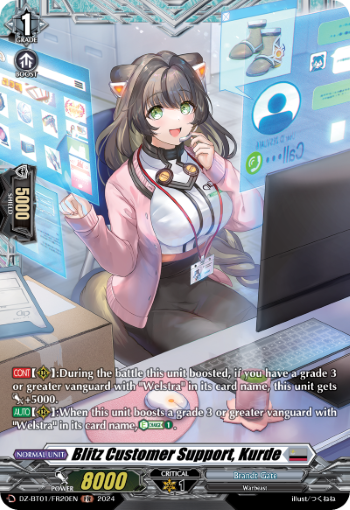 1
GRADE
BOOST
5000
SHIELD
Call
CONT [ ]:During the battle this unit boosted, if you have a grade 3
or greater vanguard with "Welstra" in its card name, this unit gets
+5000.
AUTO [ ]:When this unit boosts a grade 3 or greater vanguard with
"Welstra" in its card name, ENERGY 1.
NORMAL UNIT Blitz Customer Support, Kurde
POWER 8000 CRITICAL 1 Brandt Gate
Warbeast
DZ-BT01/FR20EN FR 2024 illust/つくねね